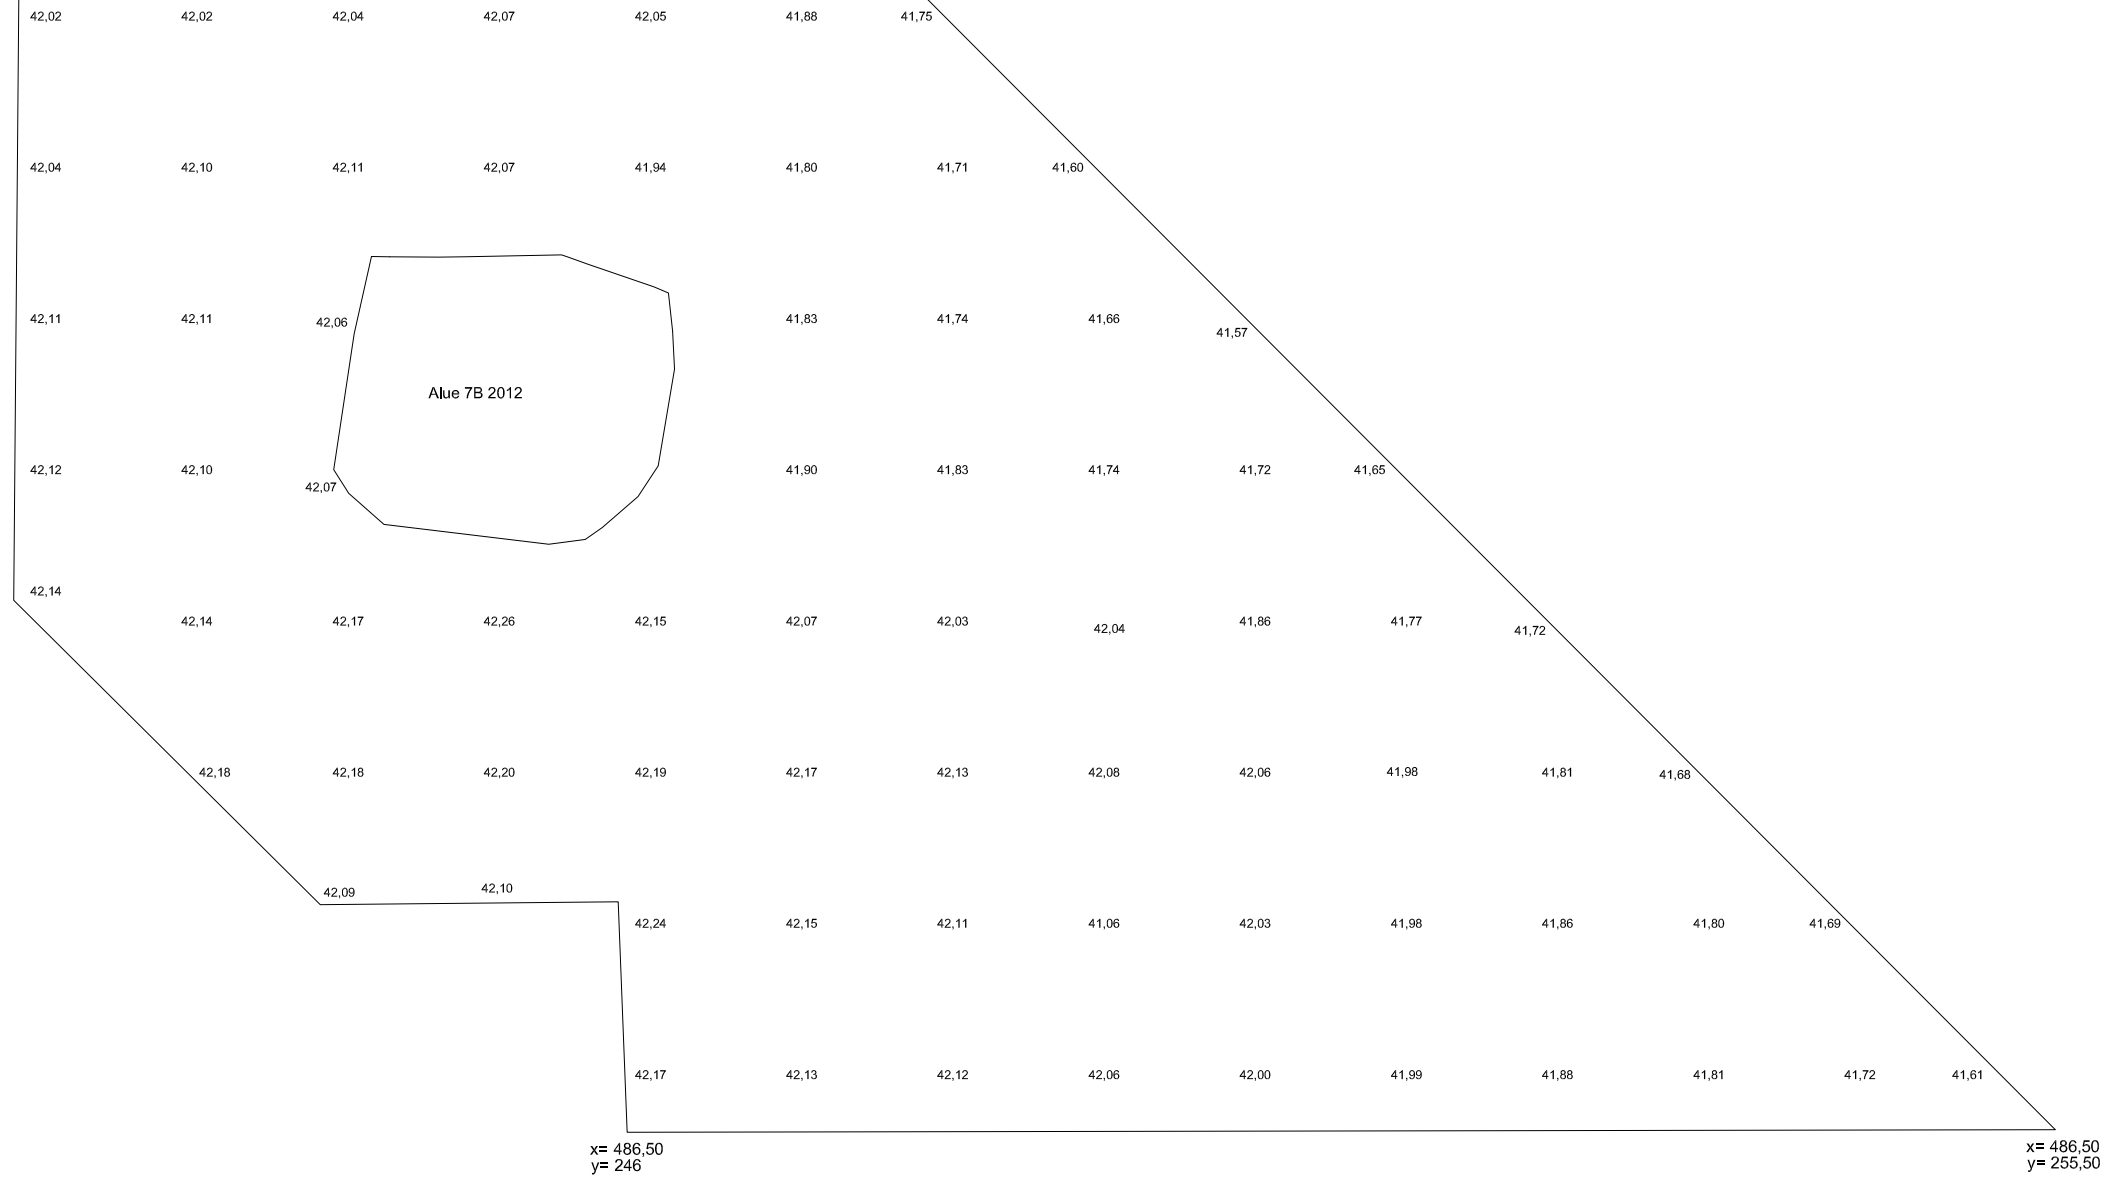 42,02 42,02 42,04 42,07 42,05 41,88 41,75
42,04 42,10 42,11 42,07 41,94 41,80 41,71 41,60
42,11 42,11 42,06 41,83 41,74 41,66 41,57
Alue 7B 2012
42,12 42,10 42,07 41,90 41,83 41,74 41,72 41,65
42,14 42,14 42,17 42,26 42,15 42,07 42,03 42,04 41,86 41,77 41,72
42,18 42,18 42,20 42,19 42,17 42,13 42,08 42,06 41,98 41,81 41,68
42,09 42,10
42,24 42,15 42,11 41,06 42,03 41,98 41,86 41,80 41,69
42,17 42,13 42,12 42,06 42,00 41,99 41,88 41,81 41,72 41,61
x= 486,50
y= 246
x= 486,50
y= 255,50